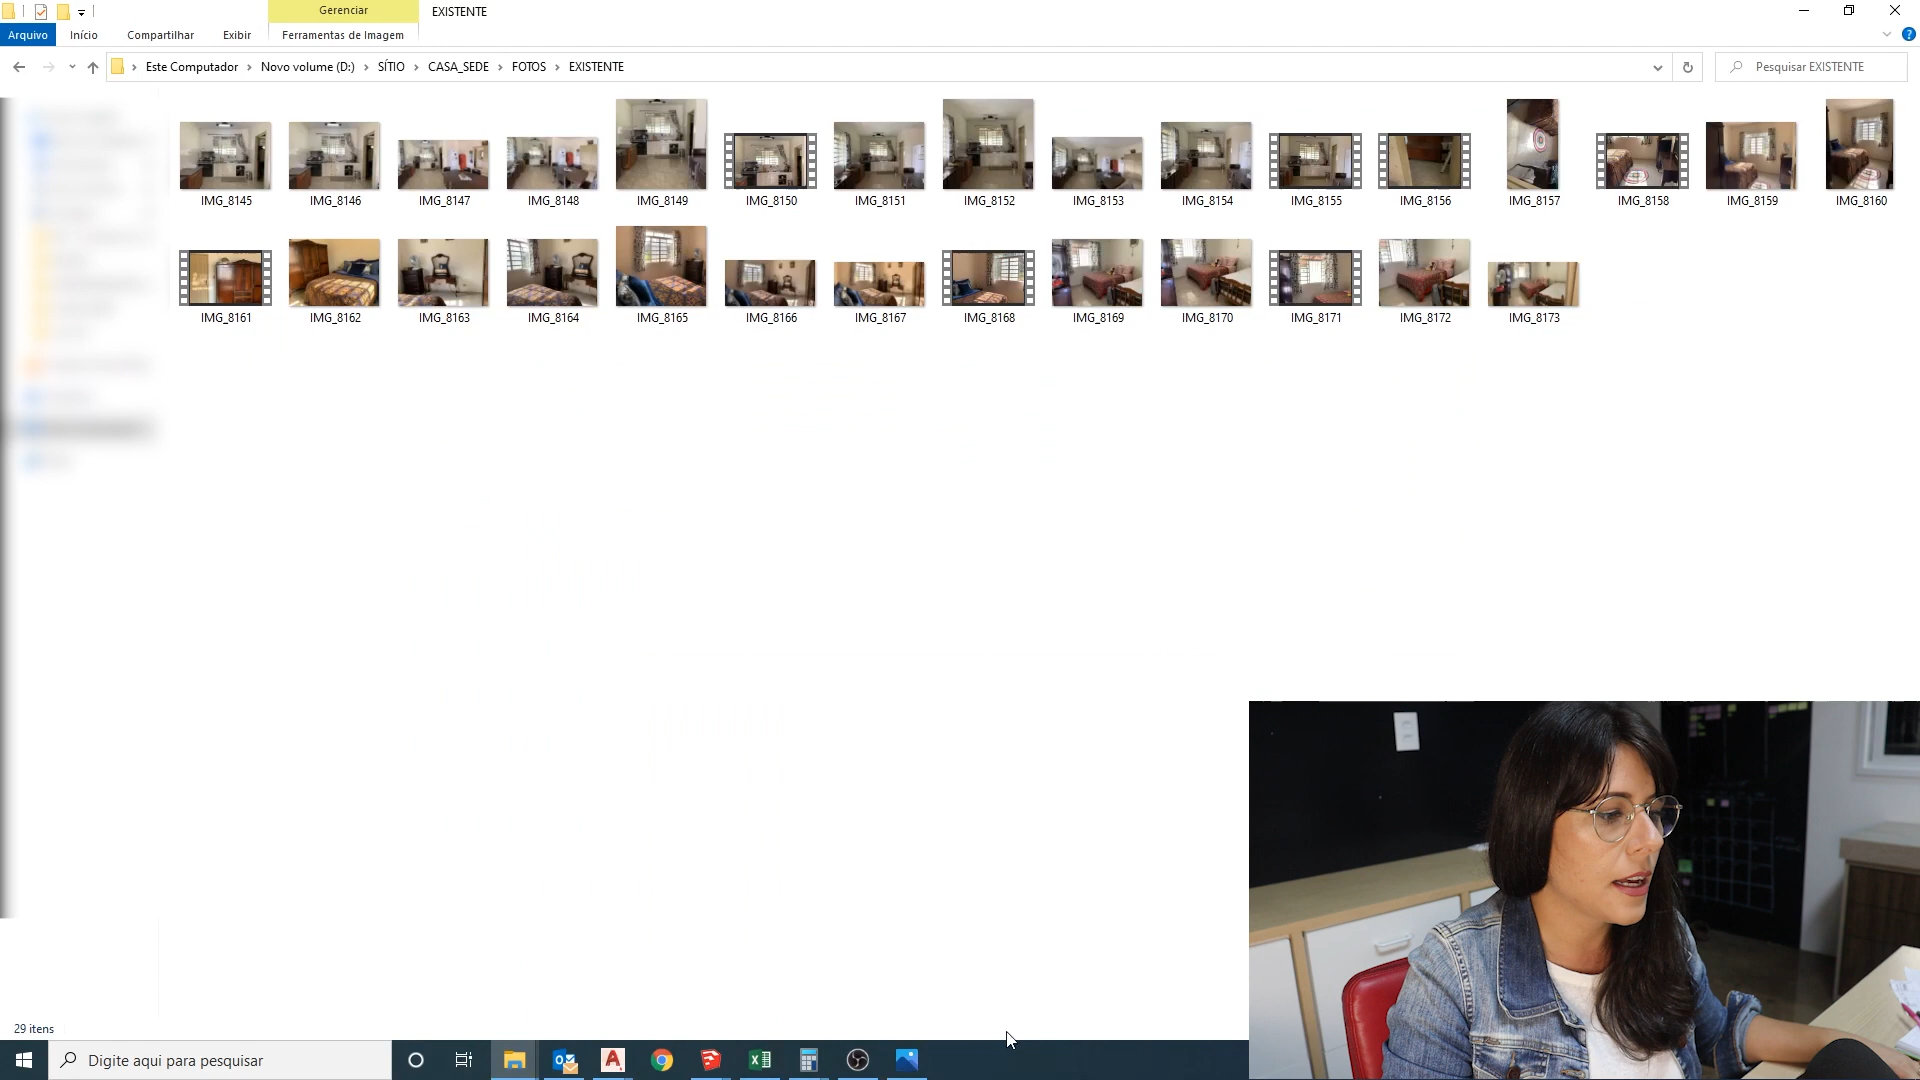 Gerenciar
EXISTENTE
Arquivo
Início
Compartilhar
Exibir
Ferramentas de Imagem
Este Computador > Novo volume (D:) > SÍTIO > CASA_SEDE > FOTOS > EXISTENTE
Pesquisar EXISTENTE
IMG_8145
IMG_8146
IMG_8147
IMG_8148
IMG_8149
IMG_8150
IMG_8151
IMG_8152
IMG_8153
IMG_8154
IMG_8155
IMG_8156
IMG_8157
IMG_8158
IMG_8159
IMG_8160
IMG_8161
IMG_8162
IMG_8163
IMG_8164
IMG_8165
IMG_8166
IMG_8167
IMG_8168
IMG_8169
IMG_8170
IMG_8171
IMG_8172
IMG_8173
29 itens
Digite aqui para pesquisar